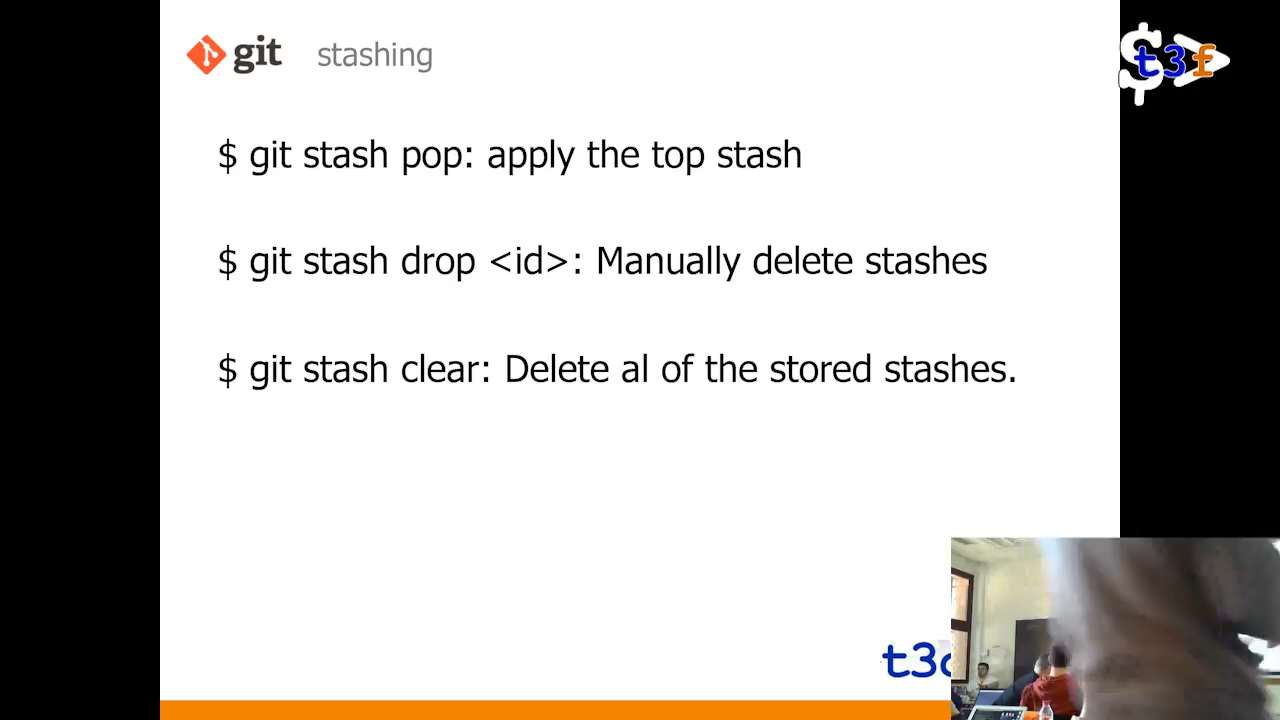 git stashing
$ t3f
$ git stash pop: apply the top stash
$ git stash drop <id>: Manually delete stashes
$ git stash clear: Delete al of the stored stashes.
t3